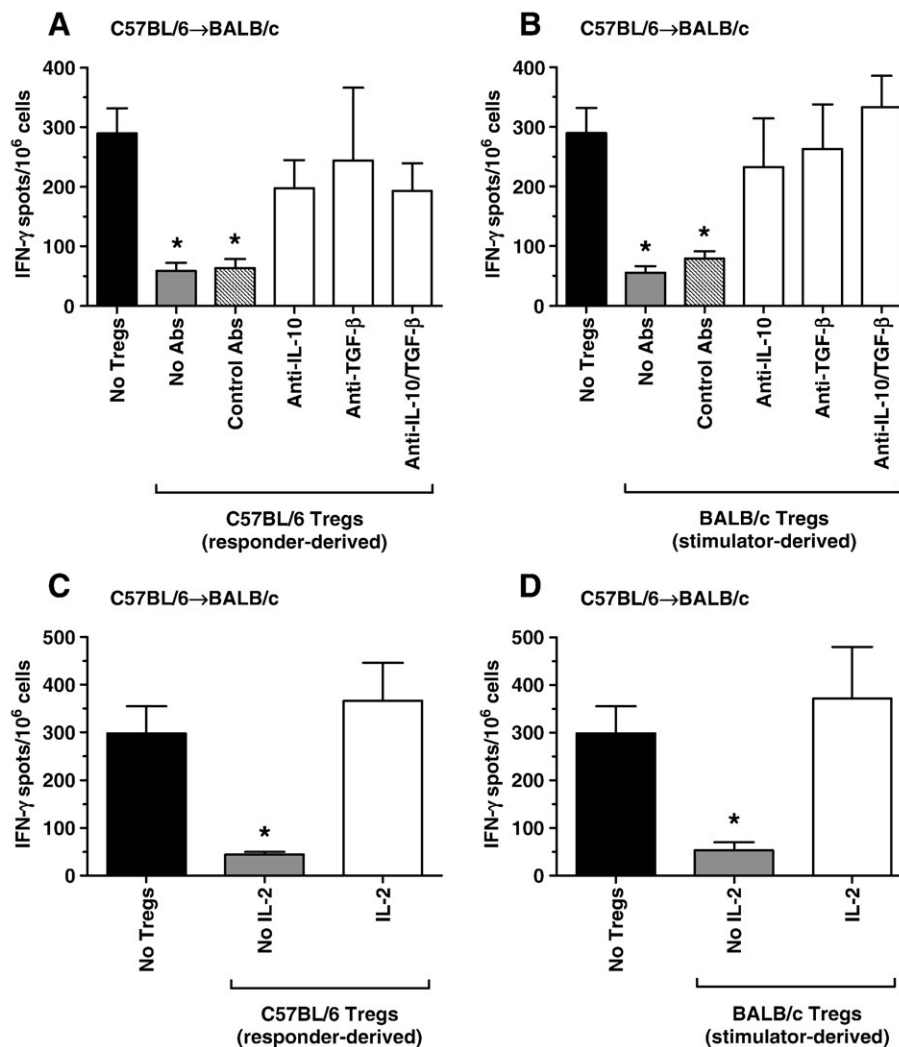 A C57BL/6→BALB/c
IFN-γ spots/10⁶ cells
400
300
200
100
0
No Tregs
No Abs
Control Abs
Anti-IL-10
Anti-TGF-β
Anti-IL-10/TGF-β
*
*
C57BL/6 Tregs
(responder-derived)
B C57BL/6→BALB/c
IFN-γ spots/10⁶ cells
400
300
200
100
0
No Tregs
No Abs
Control Abs
Anti-IL-10
Anti-TGF-β
Anti-IL-10/TGF-β
*
*
BALB/c Tregs
(stimulator-derived)
C C57BL/6→BALB/c
IFN-γ spots/10⁶ cells
500
400
300
200
100
0
No Tregs
No IL-2
IL-2
*
C57BL/6 Tregs
(responder-derived)
D C57BL/6→BALB/c
IFN-γ spots/10⁶ cells
500
400
300
200
100
0
No Tregs
No IL-2
IL-2
*
BALB/c Tregs
(stimulator-derived)